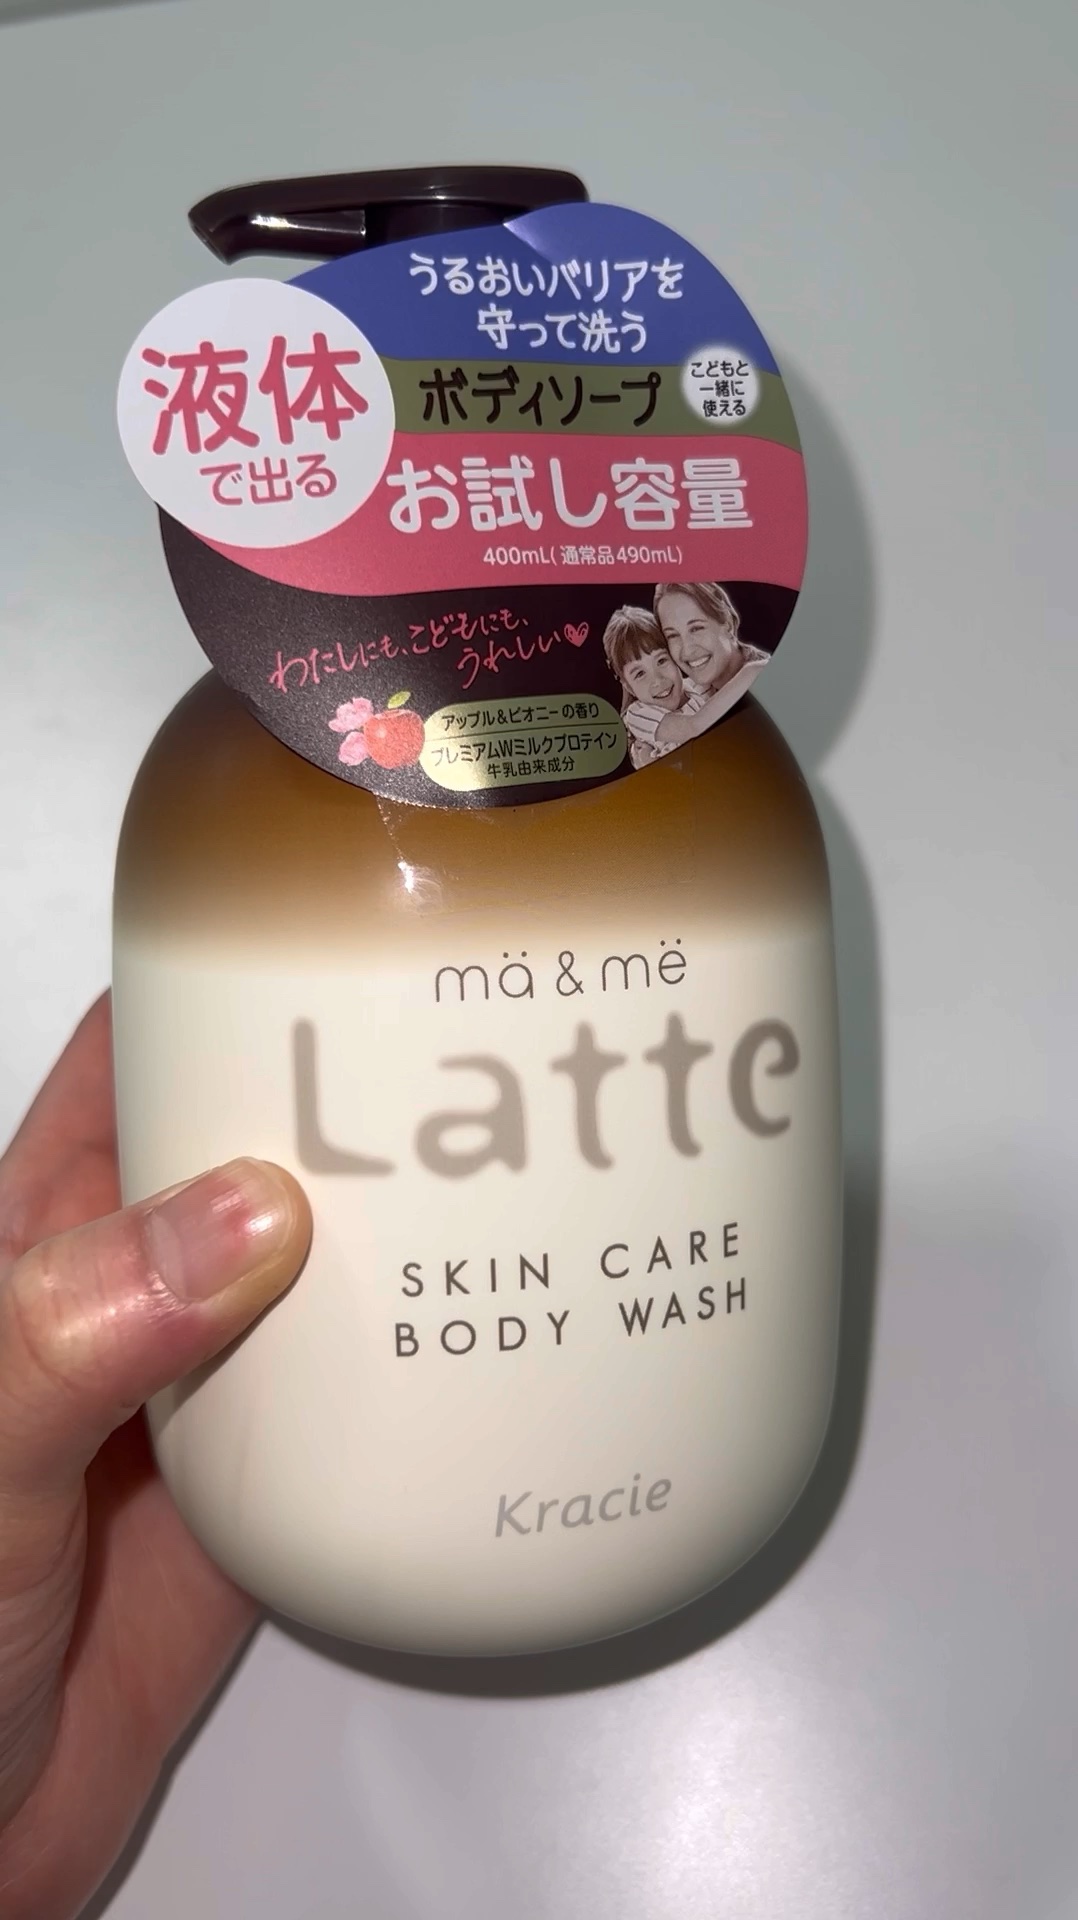 うるおいバリアを
守って洗う
液体
で出る
ボディソープ
こどもと
一緒に
使える
お試し容量
400mL(通常品490mL)
わたしにも、こどもにも、
うれしい
アップル&ピオニーの香り
プレミアムWミルクプロテイン
牛乳由来成分
mä & më
Latte
SKIN CARE
BODY WASH
Kracie